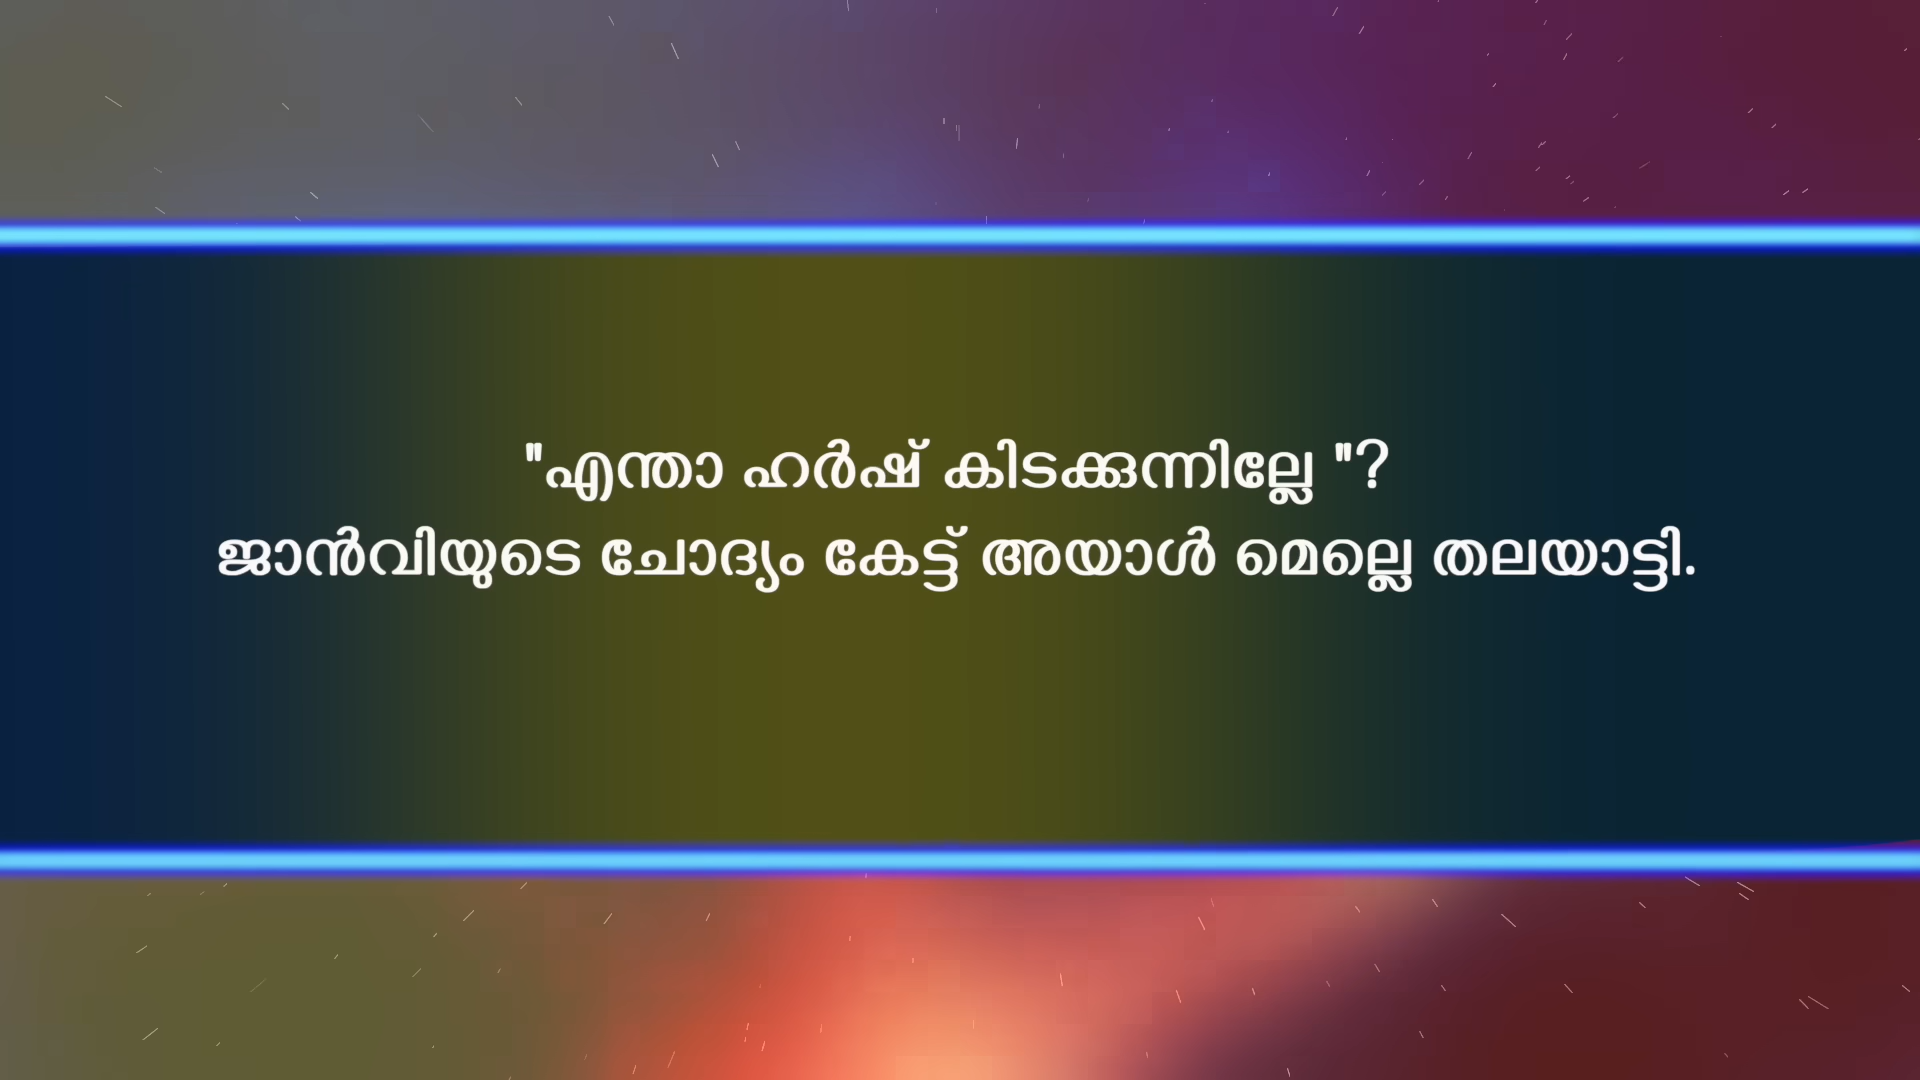 "എന്താ ഹർഷ് കിടക്കുന്നില്ലേ "?
ജാൻവിയുടെ ചോദ്യം കേട്ട് അയാൾ മെല്ലെ തലയാട്ടി.